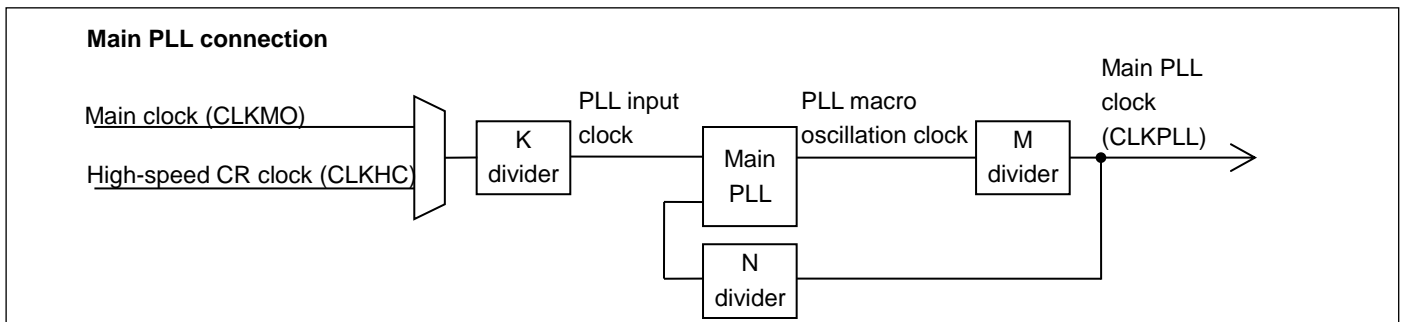 Main PLL connection
Main clock (CLKMO)
High-speed CR clock (CLKHC)
K
divider
PLL input
clock
Main
PLL
PLL macro
oscillation clock
M
divider
Main PLL
clock
(CLKPLL)
N
divider